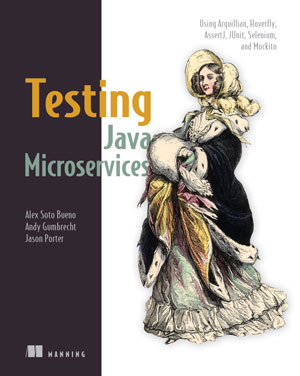 Using Arquillian, Hoverfly,
AssertJ, JUnit, Selenium,
and Mockito
Testing
Java
Microservices
Alex Soto Bueno
Andy Gumbrecht
Jason Porter
MANNING